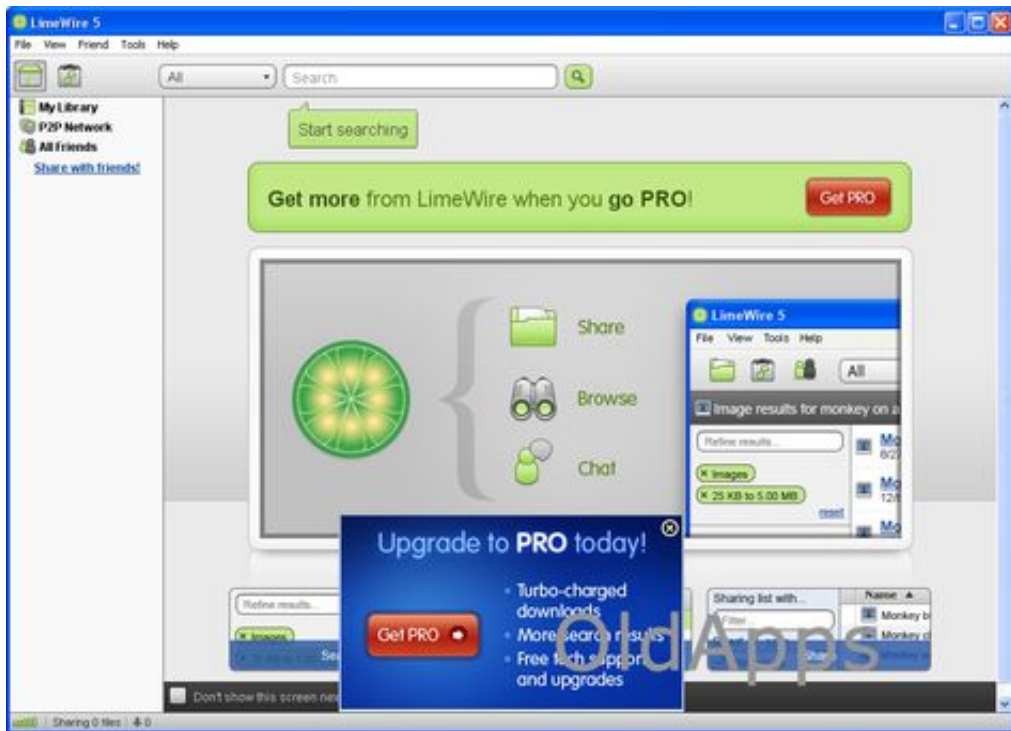 LimeWire 5
File View Friend Tools Help
All
Search
My Library
P2P Network
All Friends
Share with friends!
Start searching
Get more from LimeWire when you go PRO!
Get PRO
Share
Browse
Chat
LimeWire 5
File View Tools Help
All
Image results for monkey on a
Refine results...
Images
25 KB to 5.00 MB
reset
Mo
Mo
Mo
Upgrade to PRO today!
Get PRO
Turbo-charged
downloads
More search results
Free tech support
and upgrades
Refine results...
Images
Sharing list with...
Filter...
Name
Monkey
Monkey
OldApps
Don't show this screen
Sharing 0 files
0